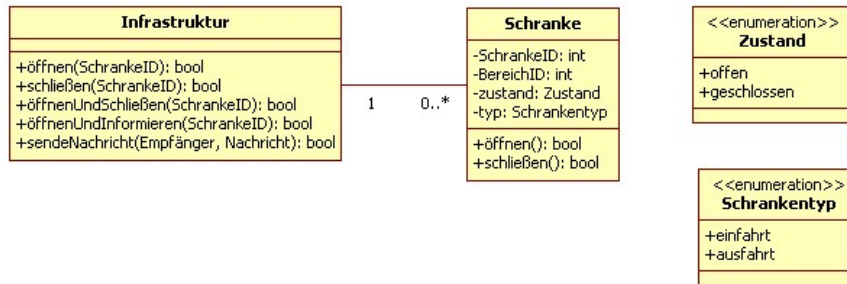 Infrastruktur
+öffnen(SchrankeID): bool
+schließen(SchrankeID): bool
+öffnenUndSchließen(SchrankeID): bool
+öffnenUndInformieren(SchrankeID): bool
+sendeNachricht(Empfänger, Nachricht): bool
1
0..*
Schranke
-SchrankeID: int
-BereichID: int
-zustand: Zustand
-typ: Schrankentyp
+öffnen(): bool
+schließen(): bool
<<enumeration>>
Zustand
+offen
+geschlossen
<<enumeration>>
Schrankentyp
+einfahrt
+ausfahrt